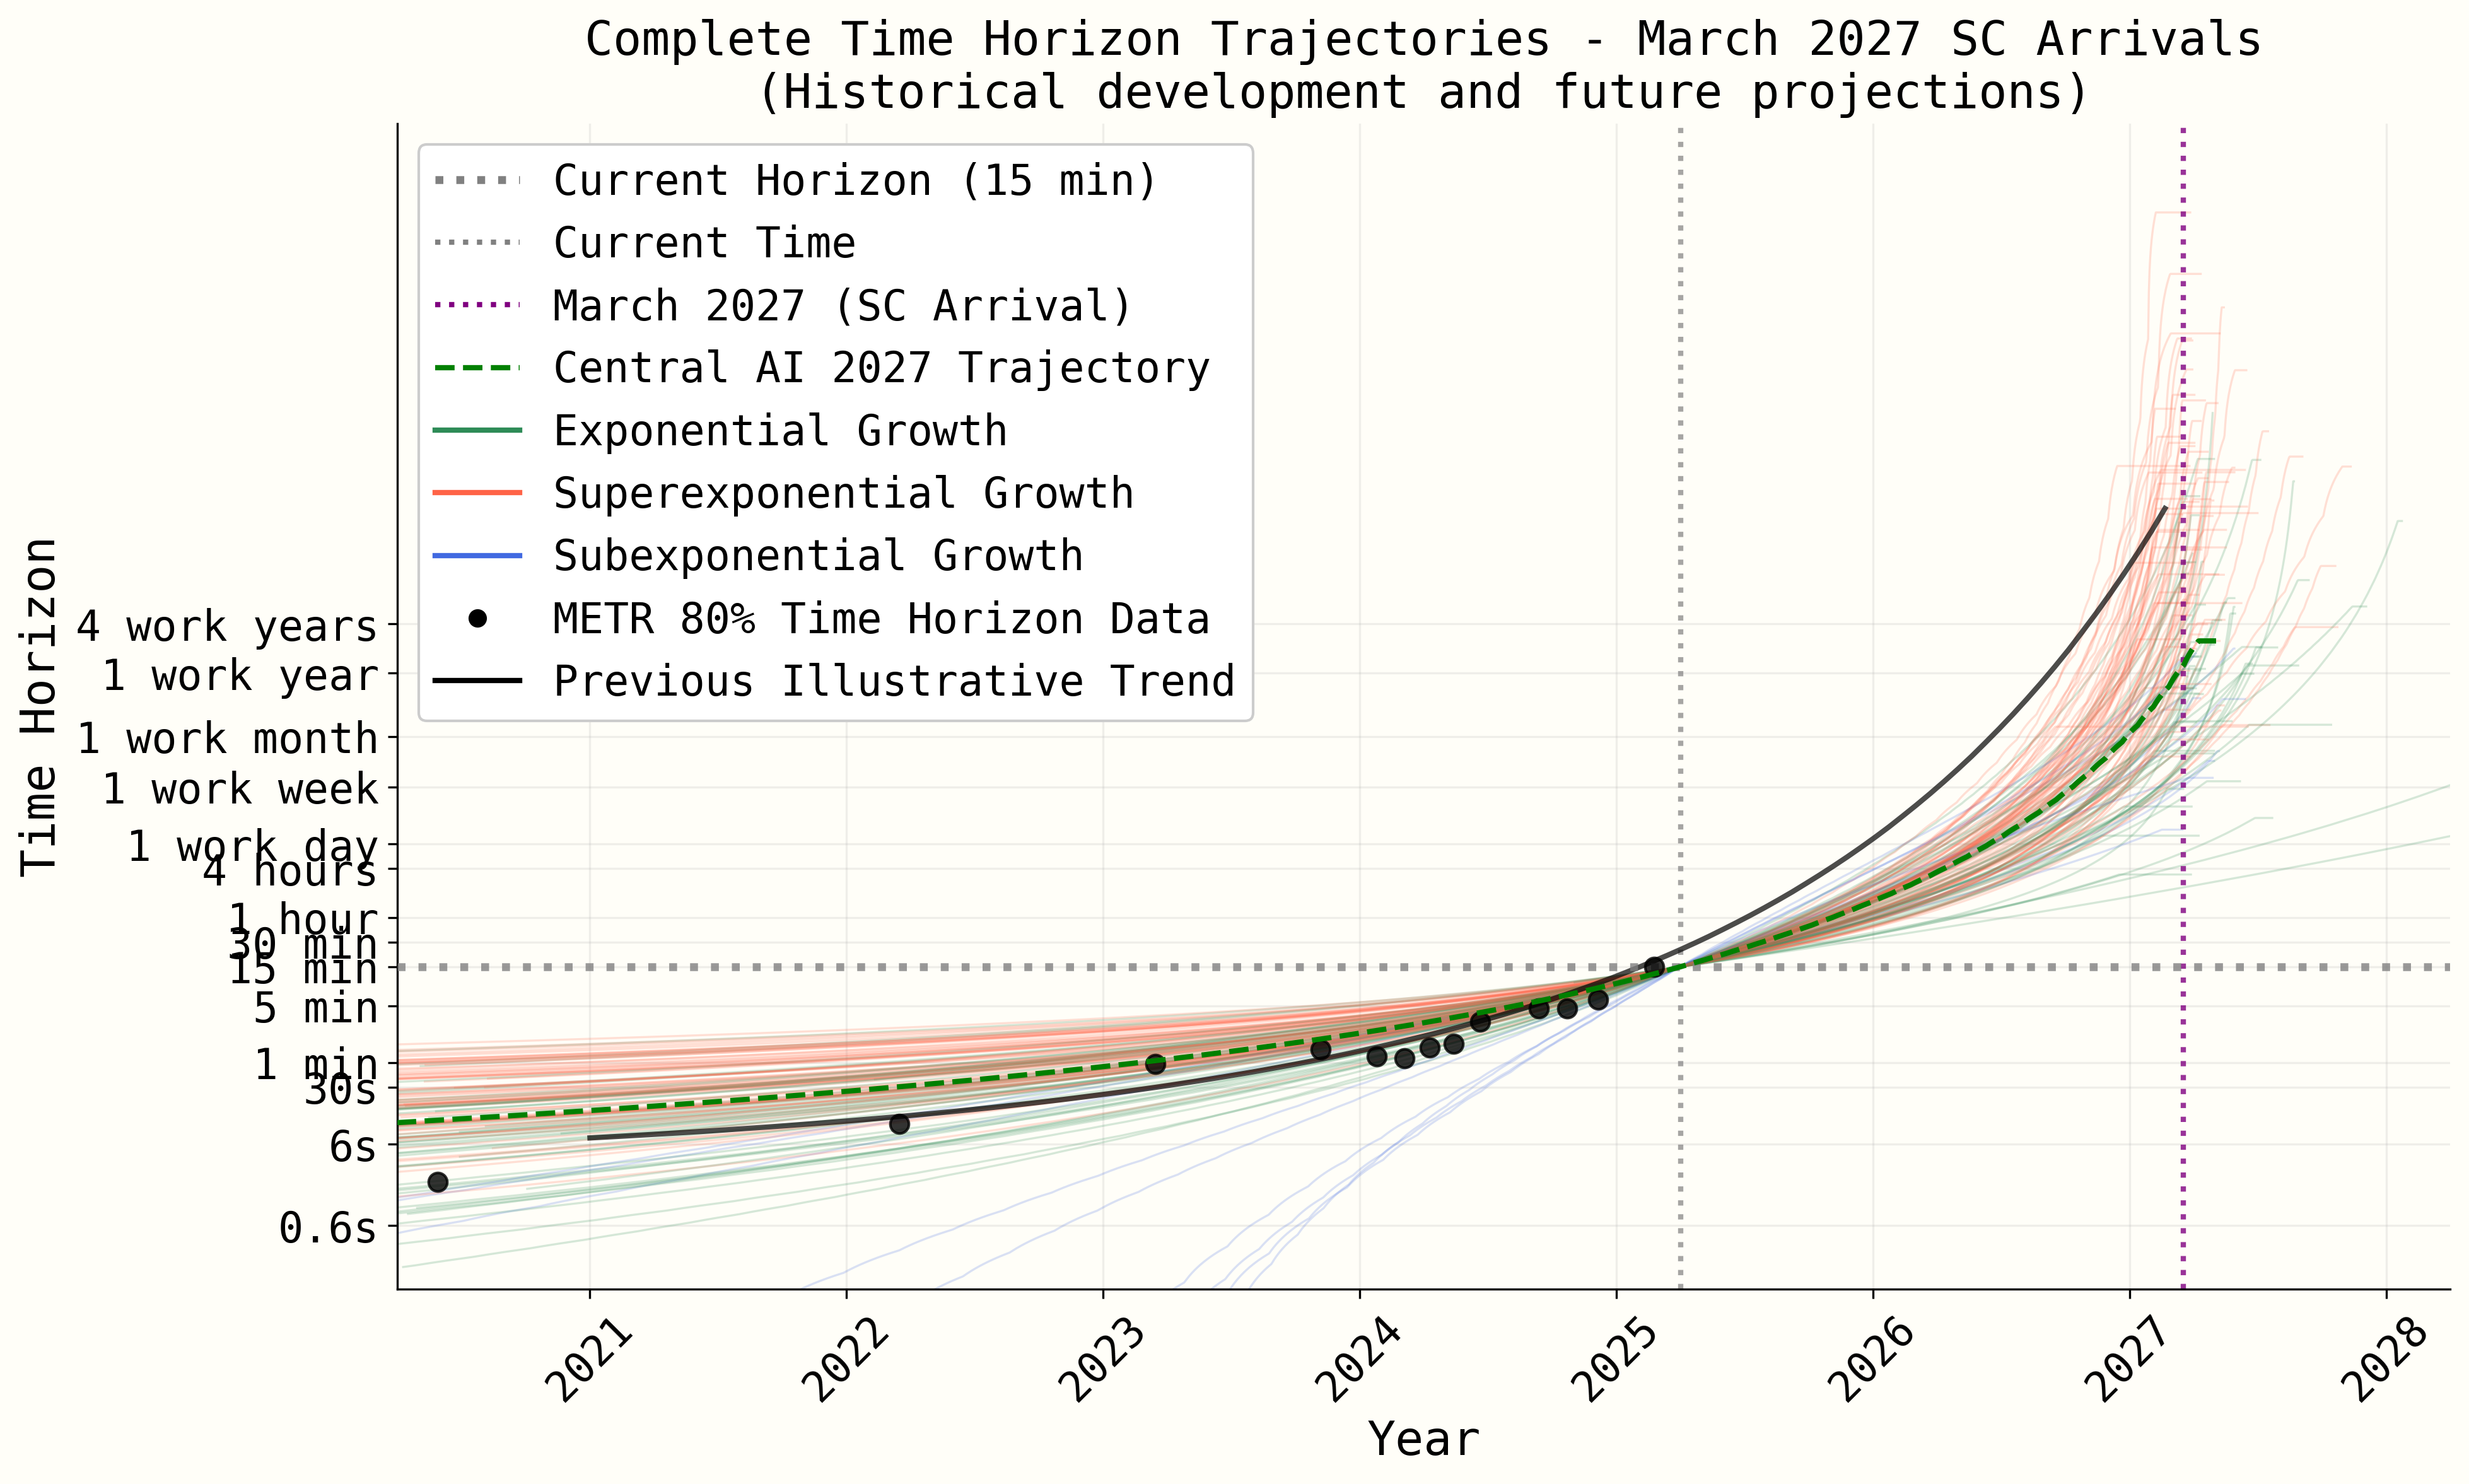 Complete Time Horizon Trajectories - March 2027 SC Arrivals
(Historical development and future projections)
Current Horizon (15 min)
Current Time
March 2027 (SC Arrival)
Central AI 2027 Trajectory
Exponential Growth
Superexponential Growth
Subexponential Growth
METR 80% Time Horizon Data
Previous Illustrative Trend
Time Horizon
4 work years
1 work year
1 work month
1 work week
1 work day
4 hours
1 hour
30 min
15 min
5 min
1 min
30s
6s
0.6s
2021
2022
2023
2024
2025
2026
2027
2028
Year